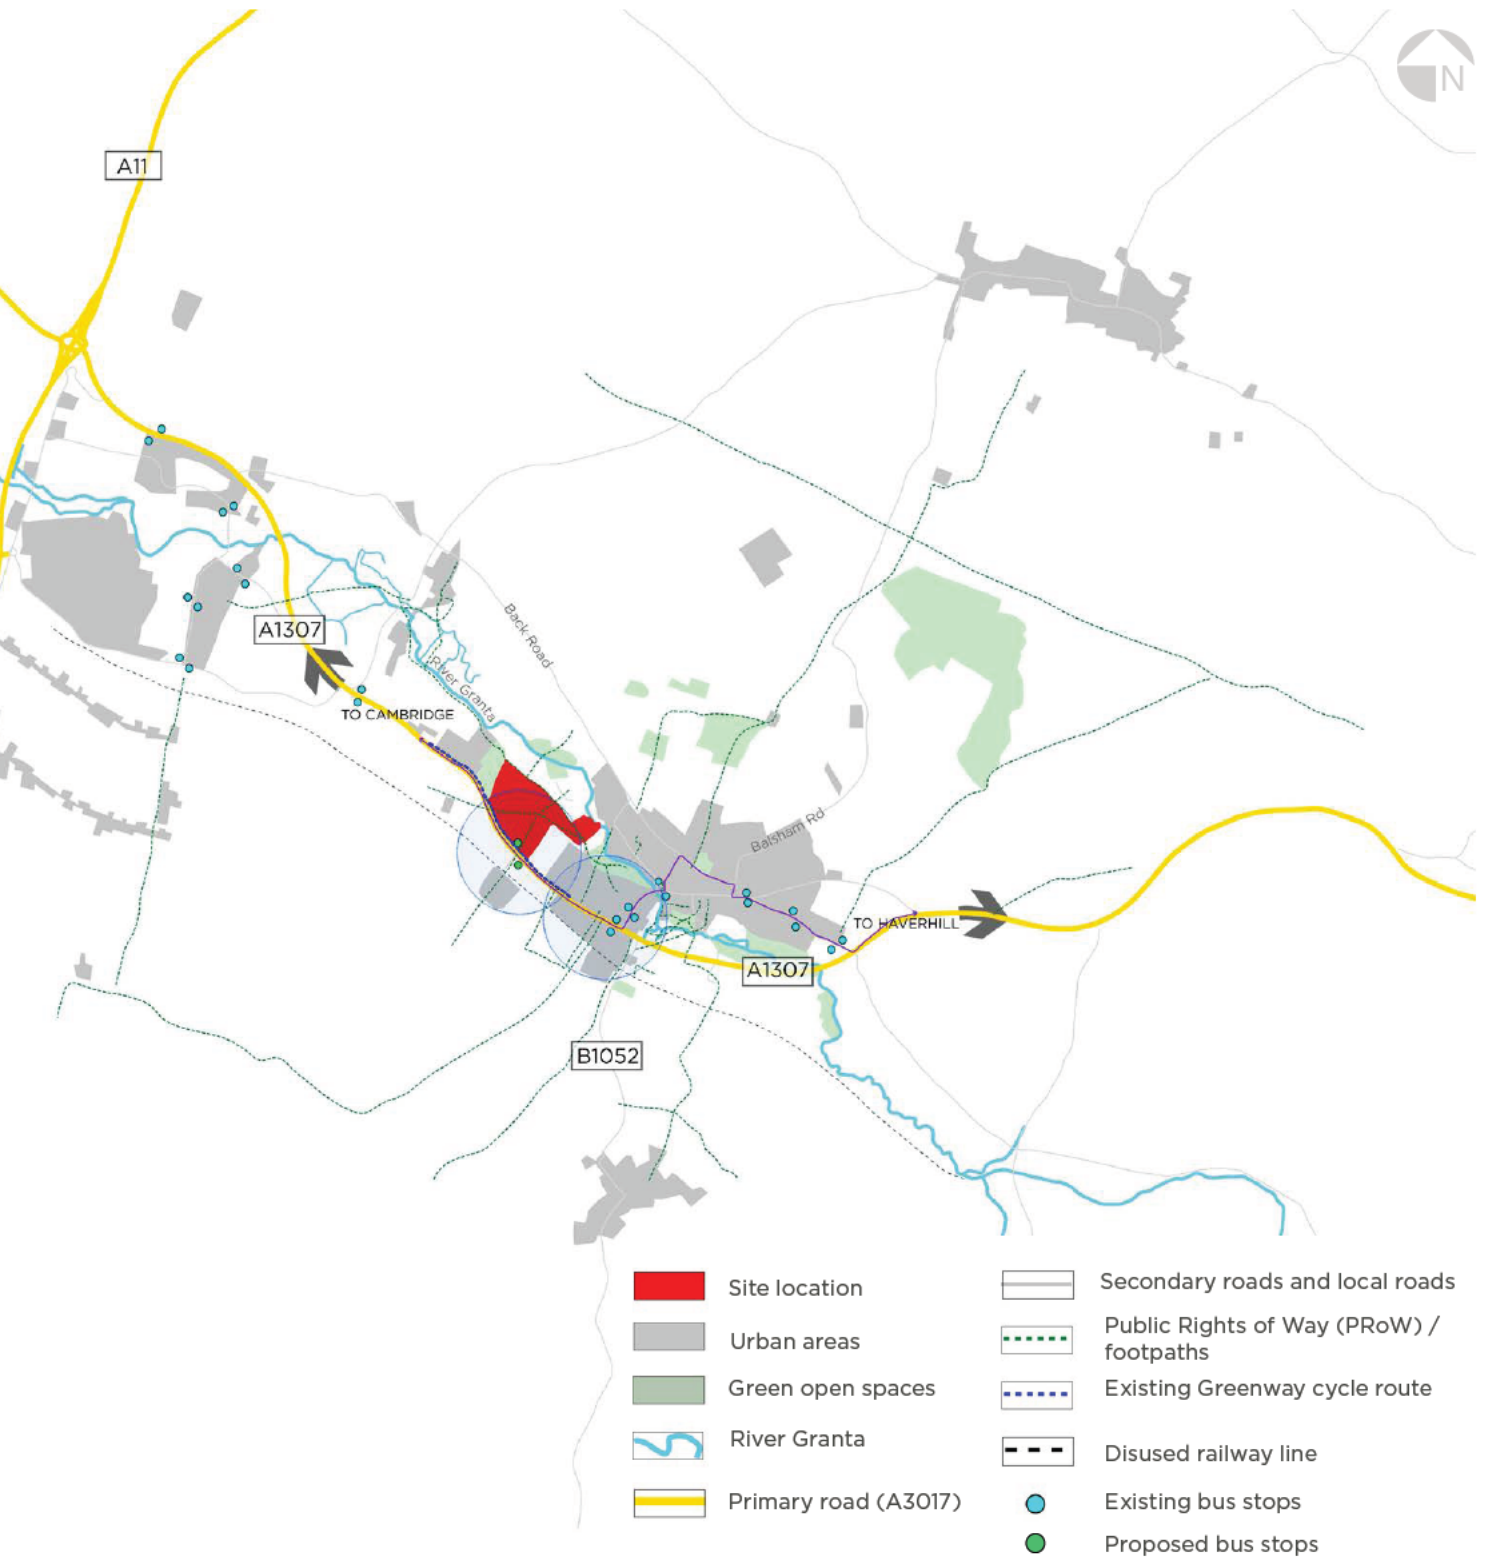 N
A11
A1307
Back Road
River Granta
TO CAMBRIDGE
Balsham Rd
TO HAVERHILL
A1307
B1052
Site location
Urban areas
Green open spaces
River Granta
Primary road (A3017)
Secondary roads and local roads
Public Rights of Way (PRoW) /
footpaths
Existing Greenway cycle route
Disused railway line
Existing bus stops
Proposed bus stops